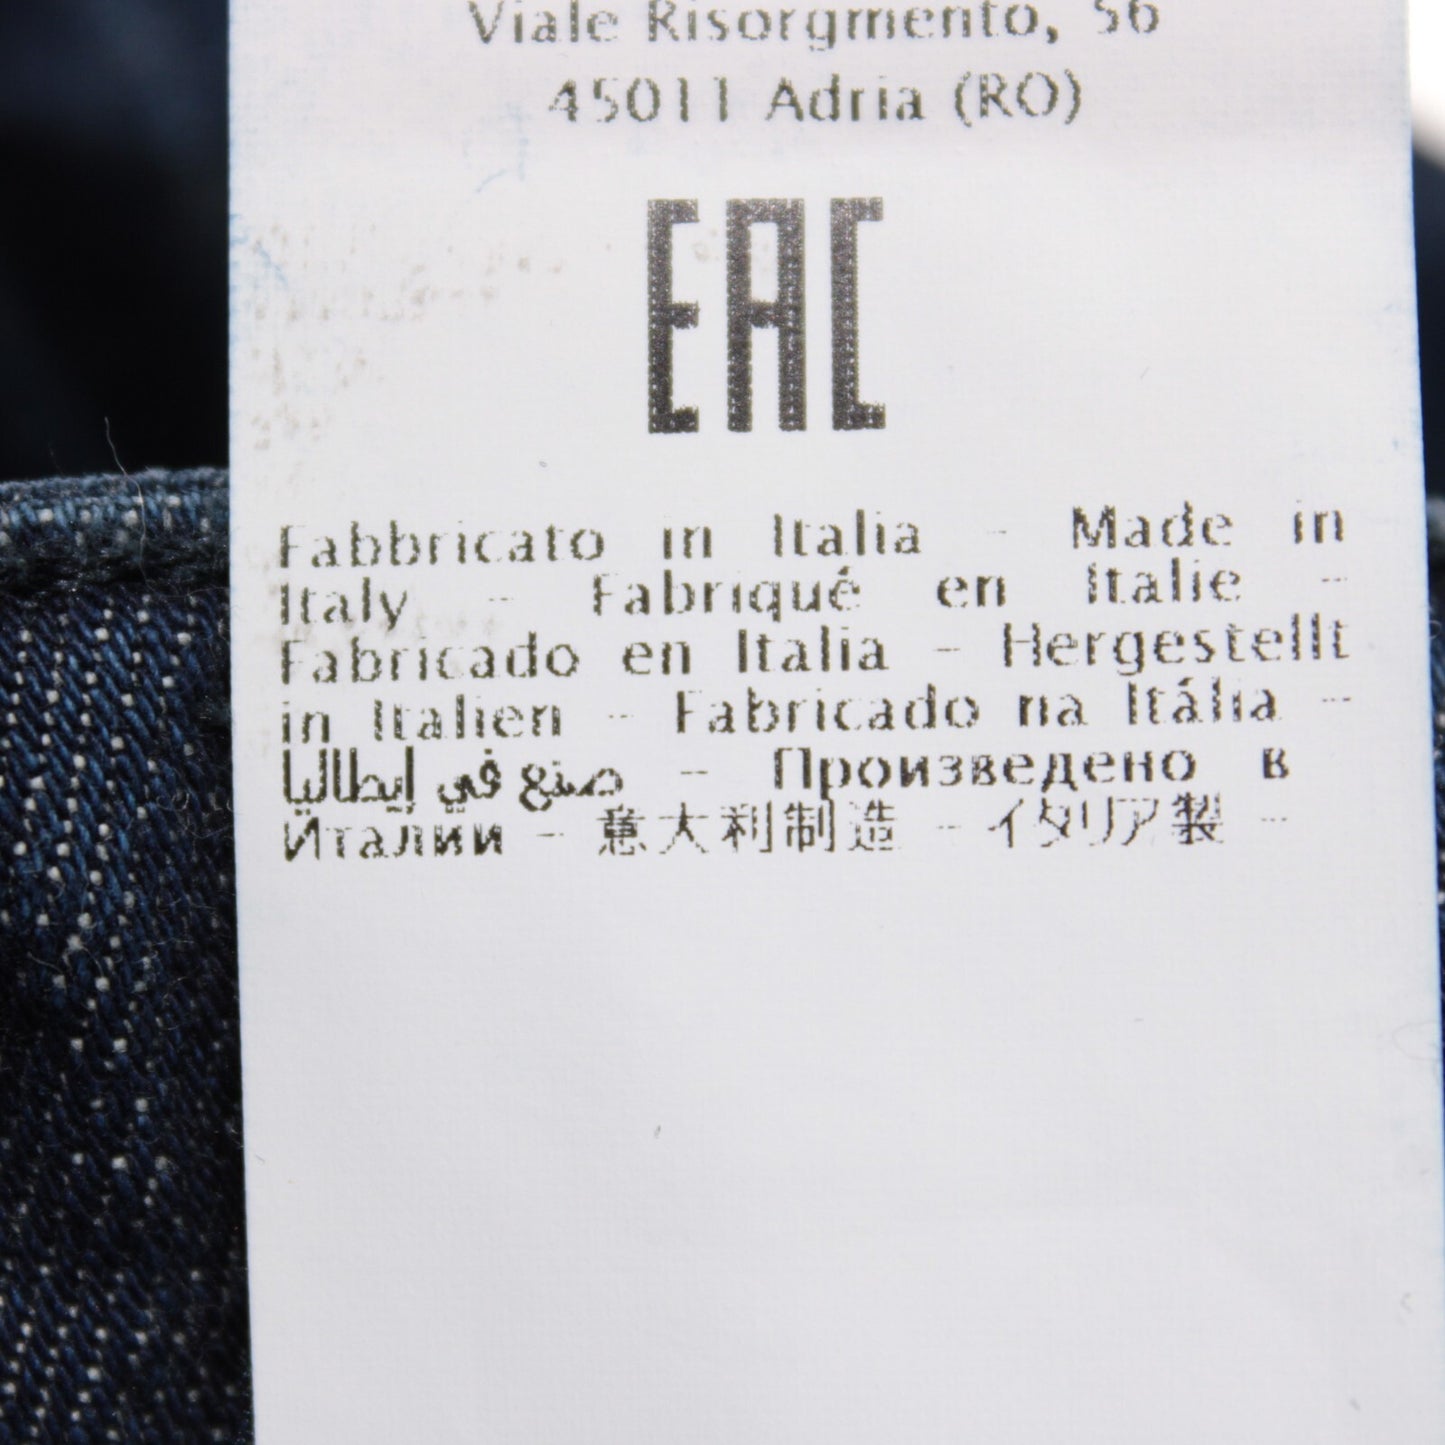 Viale Risorgmento, 56
45011 Adria (RO)
EAC
Fabbricato in Italia - Made in
Italy - Fabriqué en Italie -
Fabricado en Italia - Hergestellt
in Italien - Fabricado na Itália -
صنع في إيطاليا - Произведено в
Италии - 意大利制造 - イタリア製 -